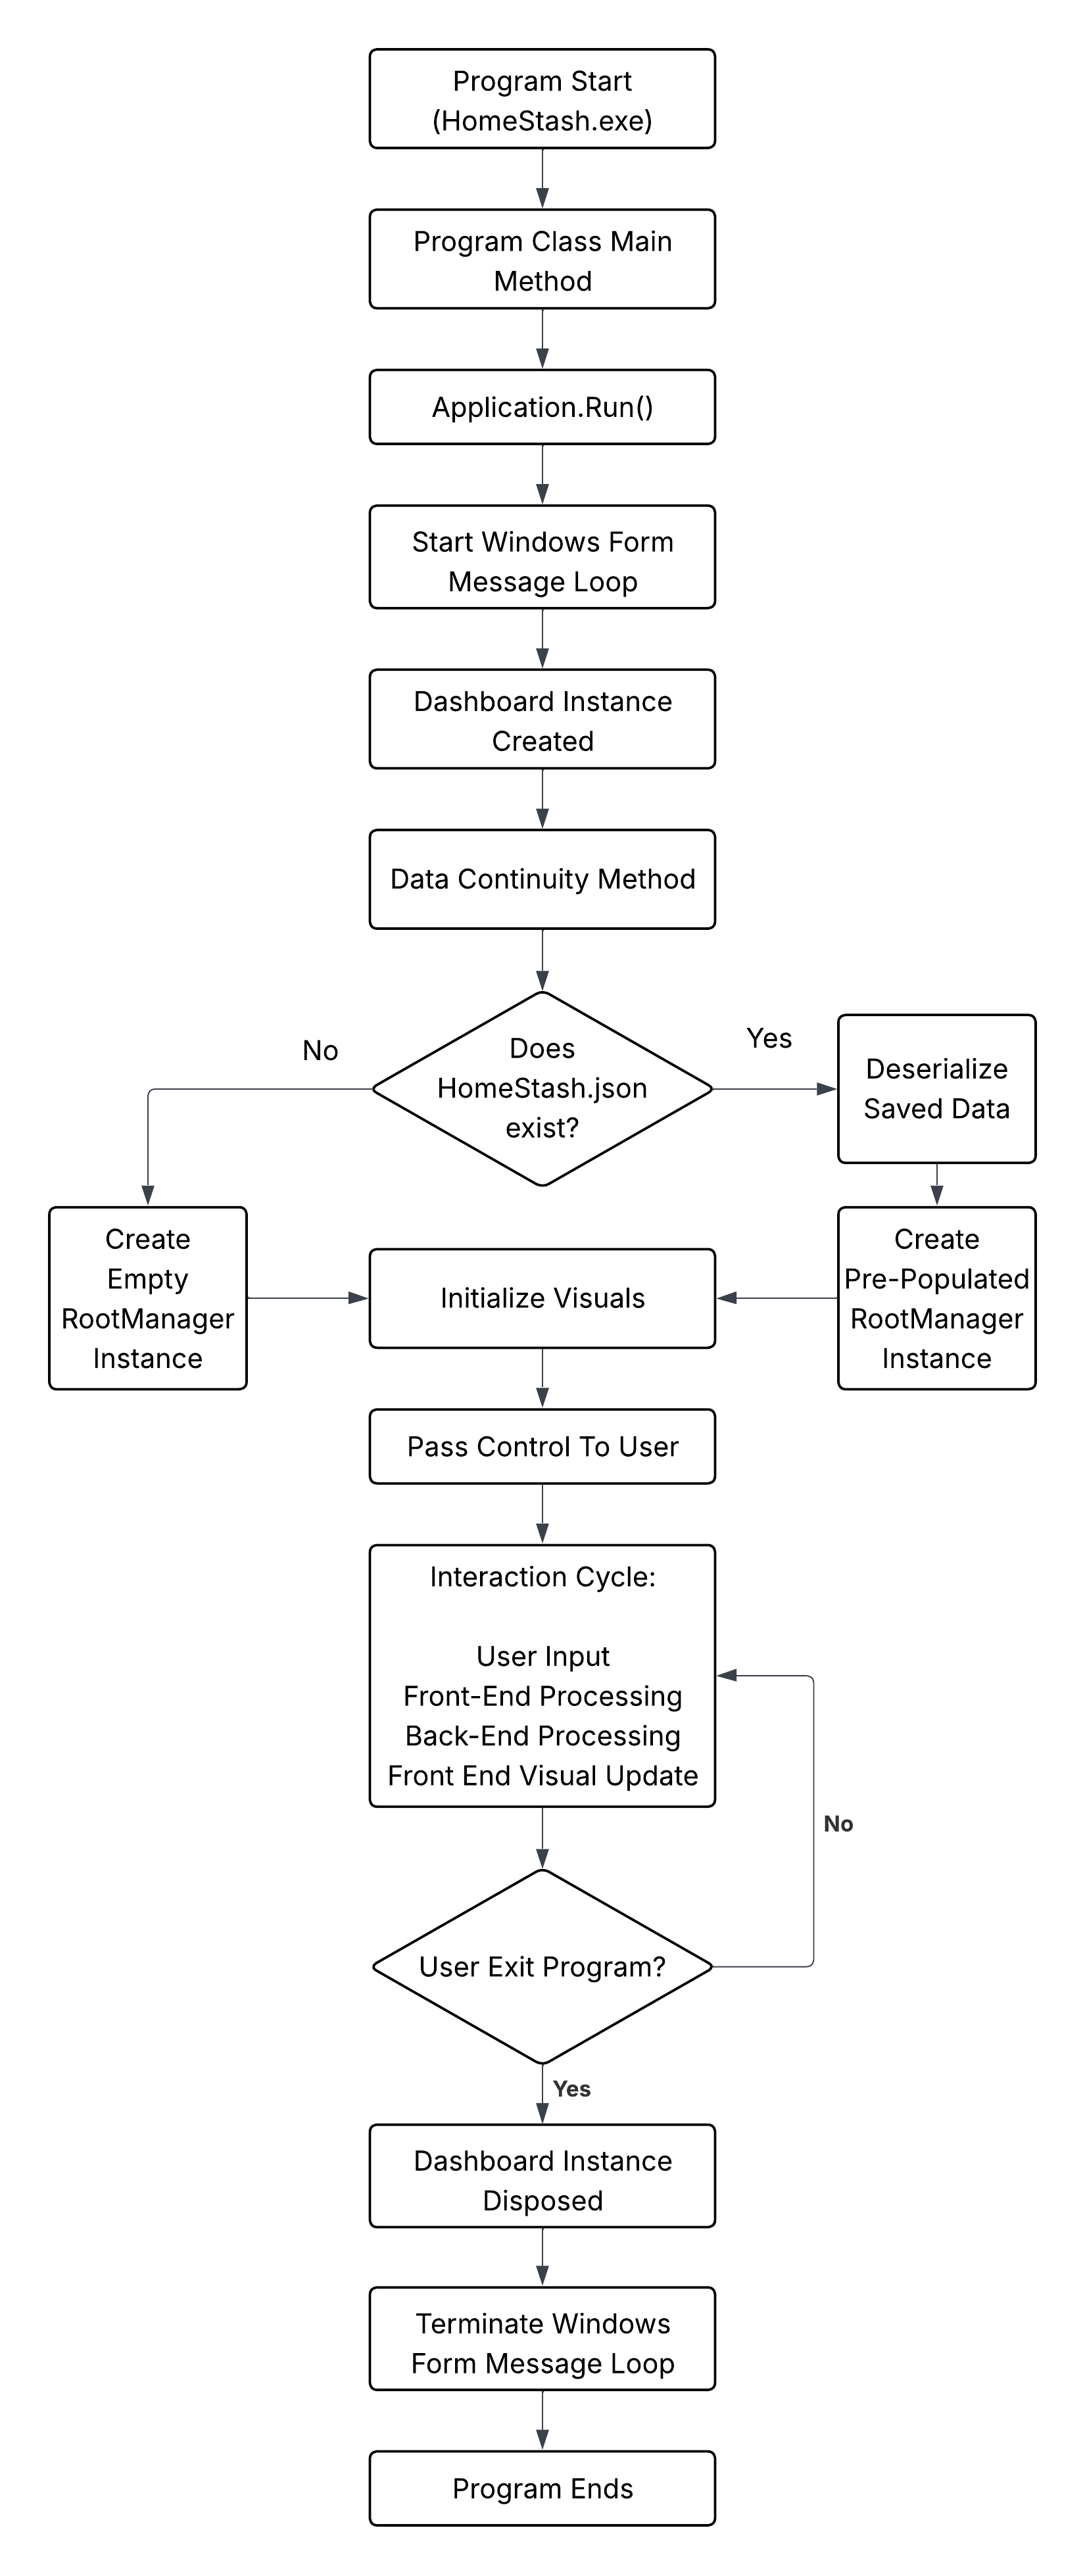 Program Start
(HomeStash.exe)
Program Class Main
Method
Application.Run()
Start Windows Form
Message Loop
Dashboard Instance
Created
Data Continuity Method
Does
HomeStash.json
exist?
No
Yes
Deserialize
Saved Data
Create
Empty
RootManager
Instance
Initialize Visuals
Create
Pre-Populated
RootManager
Instance
Pass Control To User
Interaction Cycle:
User Input
Front-End Processing
Back-End Processing
Front End Visual Update
No
User Exit Program?
Yes
Dashboard Instance
Disposed
Terminate Windows
Form Message Loop
Program Ends